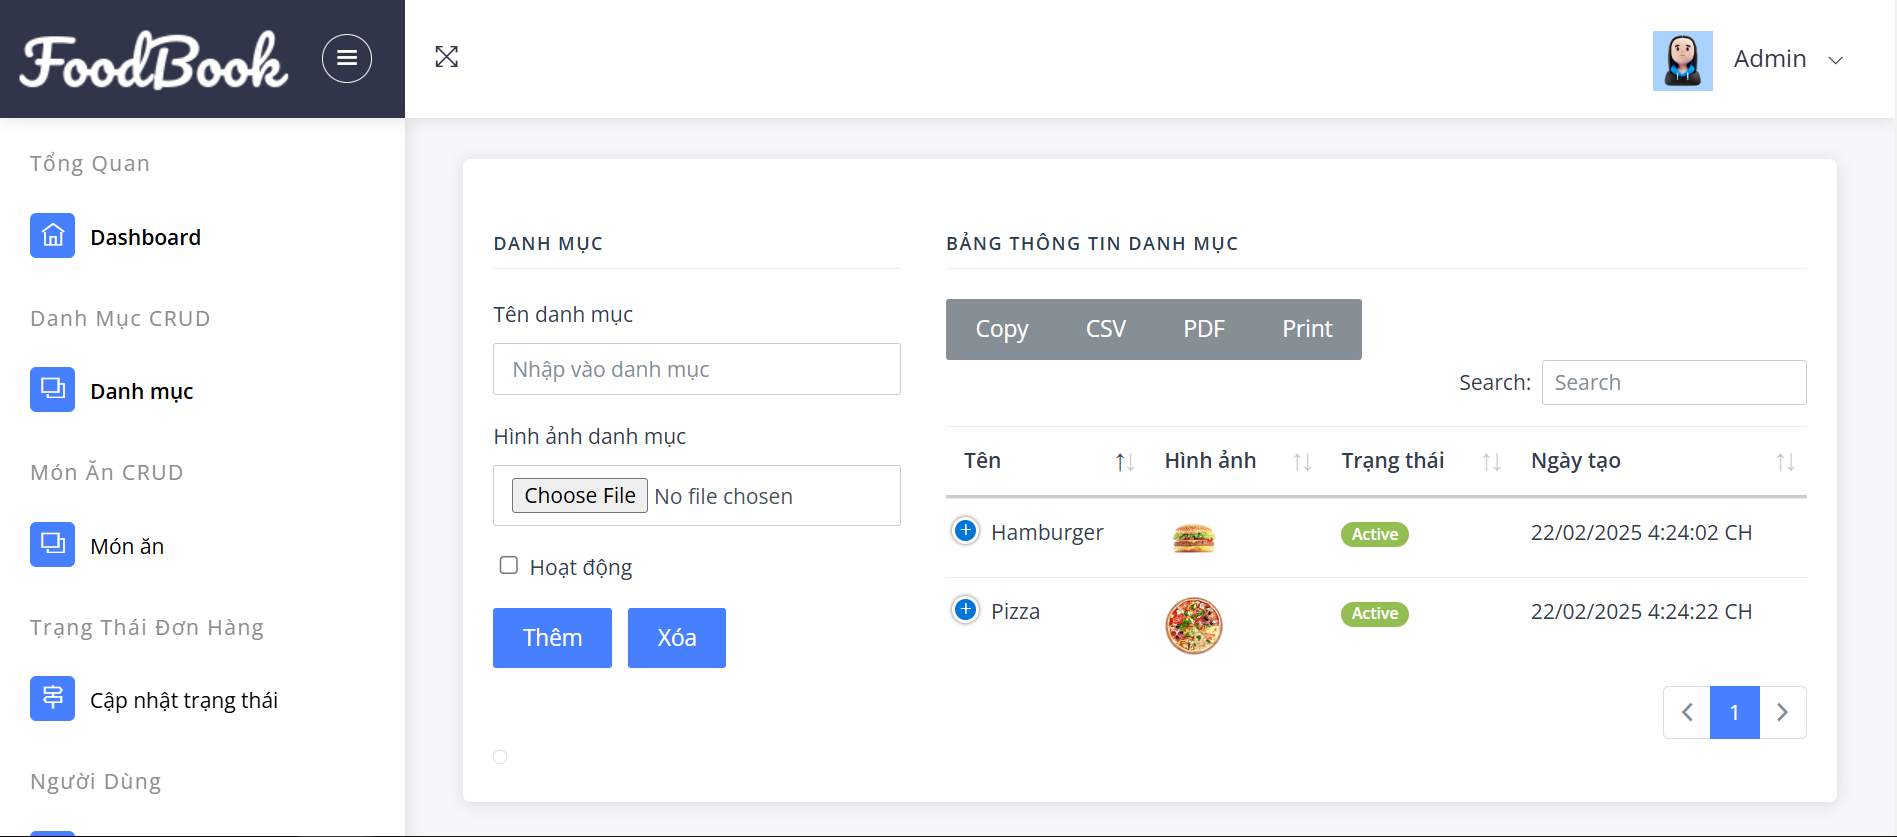 FoodBook
Admin
Tổng Quan
Dashboard
Danh Mục CRUD
Danh mục
Món Ăn CRUD
Món ăn
Trạng Thái Đơn Hàng
Cập nhật trạng thái
Người Dùng
DANH MỤC
Tên danh mục
Nhập vào danh mục
Hình ảnh danh mục
Choose File No file chosen
Hoạt động
Thêm Xóa
BẢNG THÔNG TIN DANH MỤC
Copy CSV PDF Print
Search: Search
Tên Hình ảnh Trạng thái Ngày tạo
Hamburger Active 22/02/2025 4:24:02 CH
Pizza Active 22/02/2025 4:24:22 CH
1